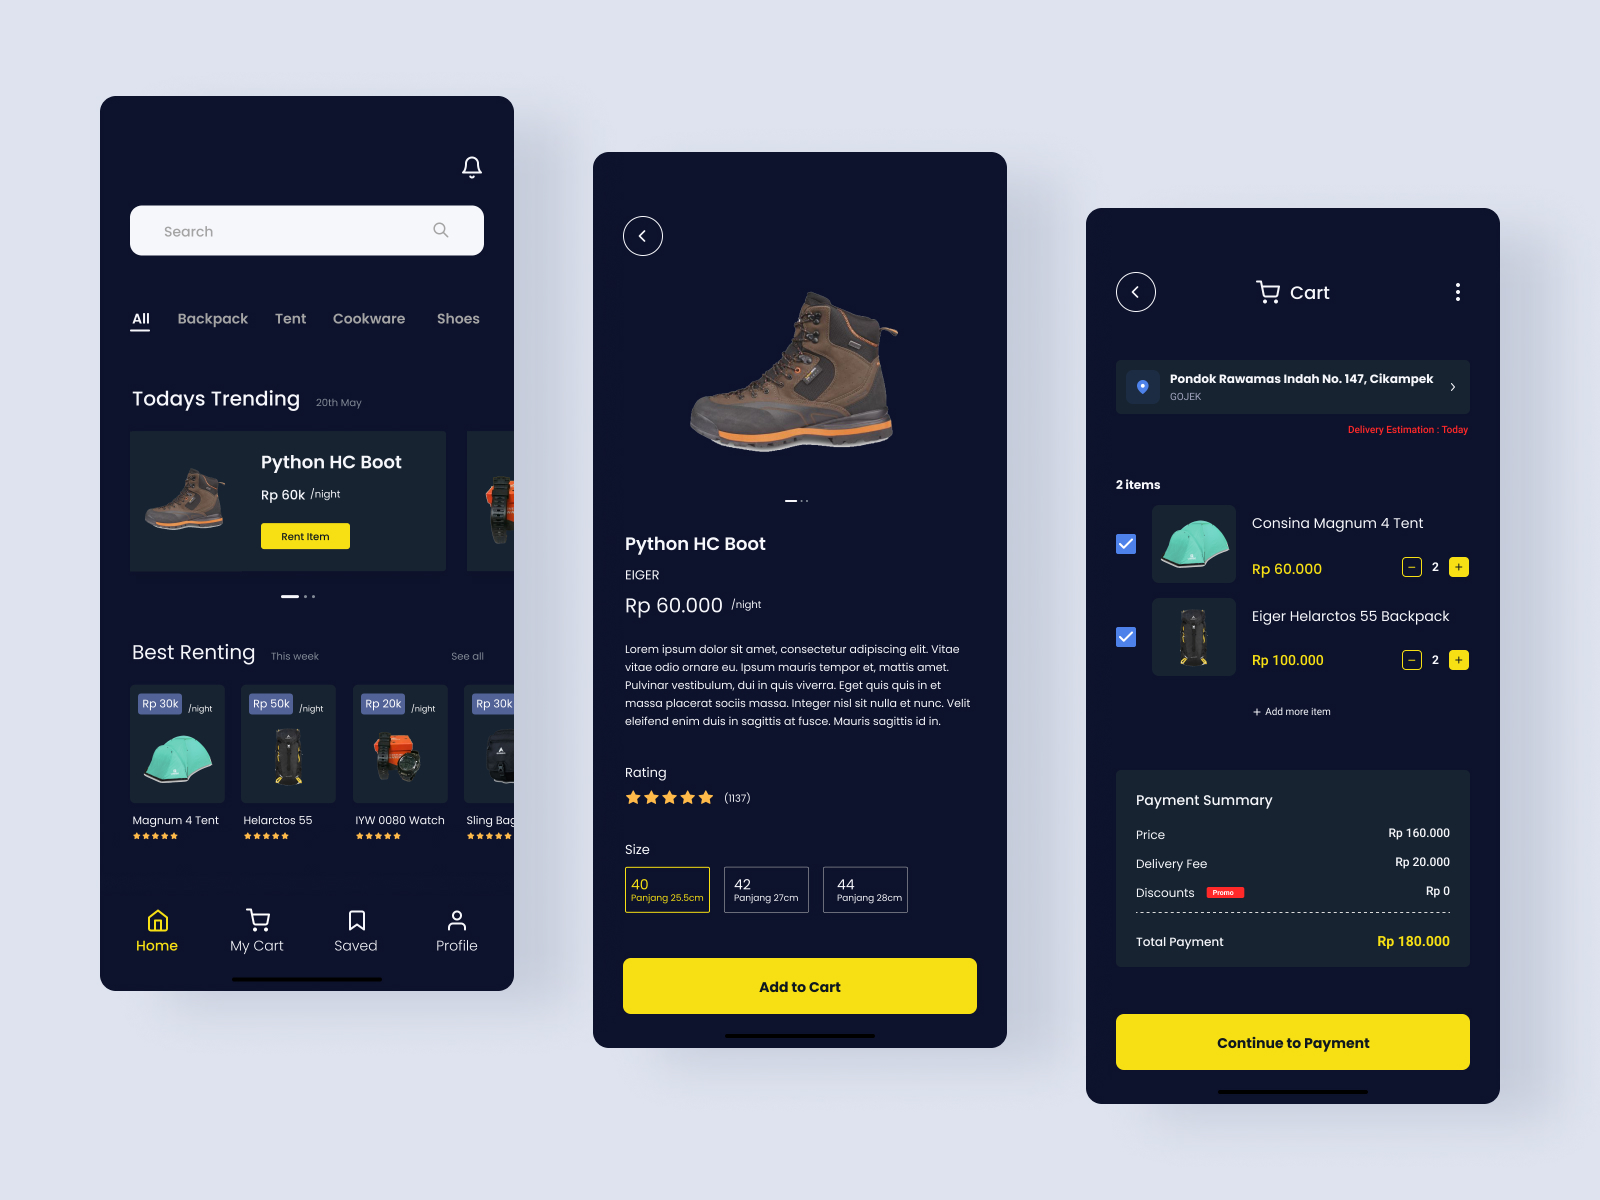 Search
All Backpack Tent Cookware Shoes
Todays Trending 20th May
Python HC Boot
Rp 60k /night
Rent Item
Best Renting This week See all
Rp 30k /night
Rp 50k /night
Rp 20k /night
Rp 30k
Magnum 4 Tent
Helarctos 55
IYW 0080 Watch
Sling Bag
Home My Cart Saved Profile
Python HC Boot
EIGER
Rp 60.000 /night
Lorem ipsum dolor sit amet, consectetur adipiscing elit. Vitae
vitae odio ornare eu. Ipsum mauris tempor et, mattis amet.
Pulvinar vestibulum, dui in quis viverra. Eget quis quis in et
massa placerat sociis massa. Integer nisl sit nulla et nunc. Velit
eleifend enim duis in sagittis at fusce. Mauris sagittis id in.
Rating
(1137)
Size
40
Panjang 25.5cm
42
Panjang 27cm
44
Panjang 28cm
Add to Cart
Cart
Pondok Rawamas Indah No. 147, Cikampek
GOJEK
Delivery Estimation : Today
2 items
Consina Magnum 4 Tent
Rp 60.000 − 2 +
Eiger Helarctos 55 Backpack
Rp 100.000 − 2 +
+ Add more item
Payment Summary
Price Rp 160.000
Delivery Fee Rp 20.000
Discounts Promo Rp 0
Total Payment Rp 180.000
Continue to Payment